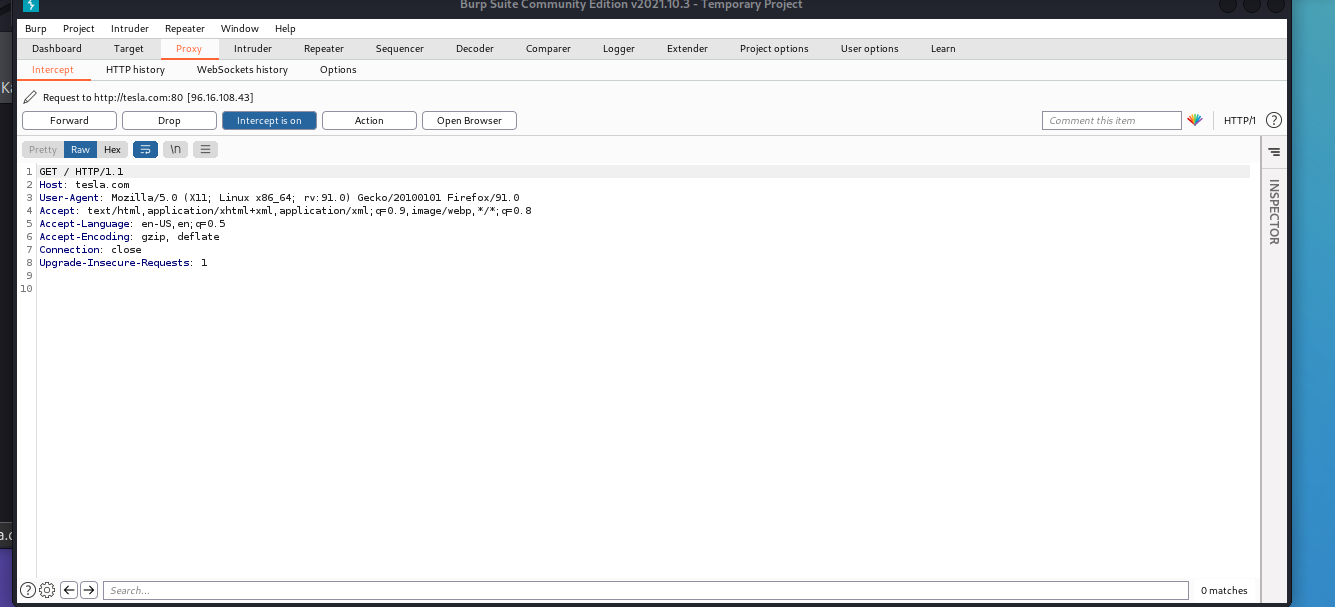 Burp Suite Community Edition v2021.10.3 - Temporary Project
Burp Project Intruder Repeater Window Help
Dashboard Target Proxy Intruder Repeater Sequencer Decoder Comparer Logger Extender Project options User options Learn
Intercept HTTP history WebSockets history Options
Request to http://tesla.com:80 [96.16.108.43]
Forward Drop Intercept is on Action Open Browser Comment this item HTTP/1 ?
Pretty Raw Hex \n
INSPECTOR
1 GET / HTTP/1.1
2 Host: tesla.com
3 User-Agent: Mozilla/5.0 (X11; Linux x86_64; rv:91.0) Gecko/20100101 Firefox/91.0
4 Accept: text/html,application/xhtml+xml,application/xml;q=0.9,image/webp,*/*;q=0.8
5 Accept-Language: en-US,en;q=0.5
6 Accept-Encoding: gzip, deflate
7 Connection: close
8 Upgrade-Insecure-Requests: 1
9
10
? Search... 0 matches